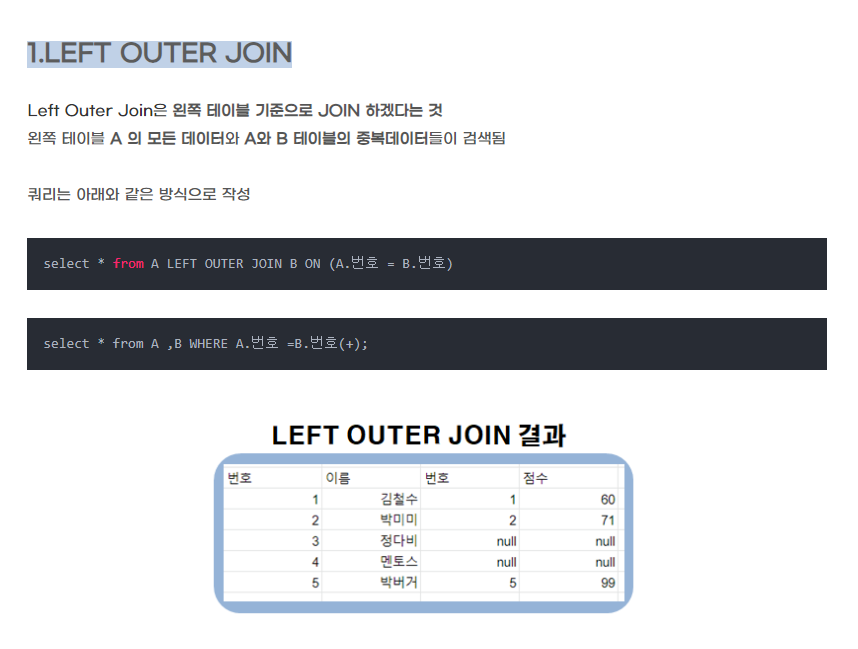 1.LEFT OUTER JOIN
Left Outer Join은 왼쪽 테이블 기준으로 JOIN 하겠다는 것
왼쪽 테이블 A 의 모든 데이터와 A와 B 테이블의 중복데이터들이 검색됨
쿼리는 아래와 같은 방식으로 작성
select * from A LEFT OUTER JOIN B ON (A.번호 = B.번호)
select * from A ,B WHERE A.번호 =B.번호(+);
LEFT OUTER JOIN 결과
번호 이름 번호 점수
1 김철수 1 60
2 박미미 2 71
3 정다비 null null
4 멘토스 null null
5 박버거 5 99